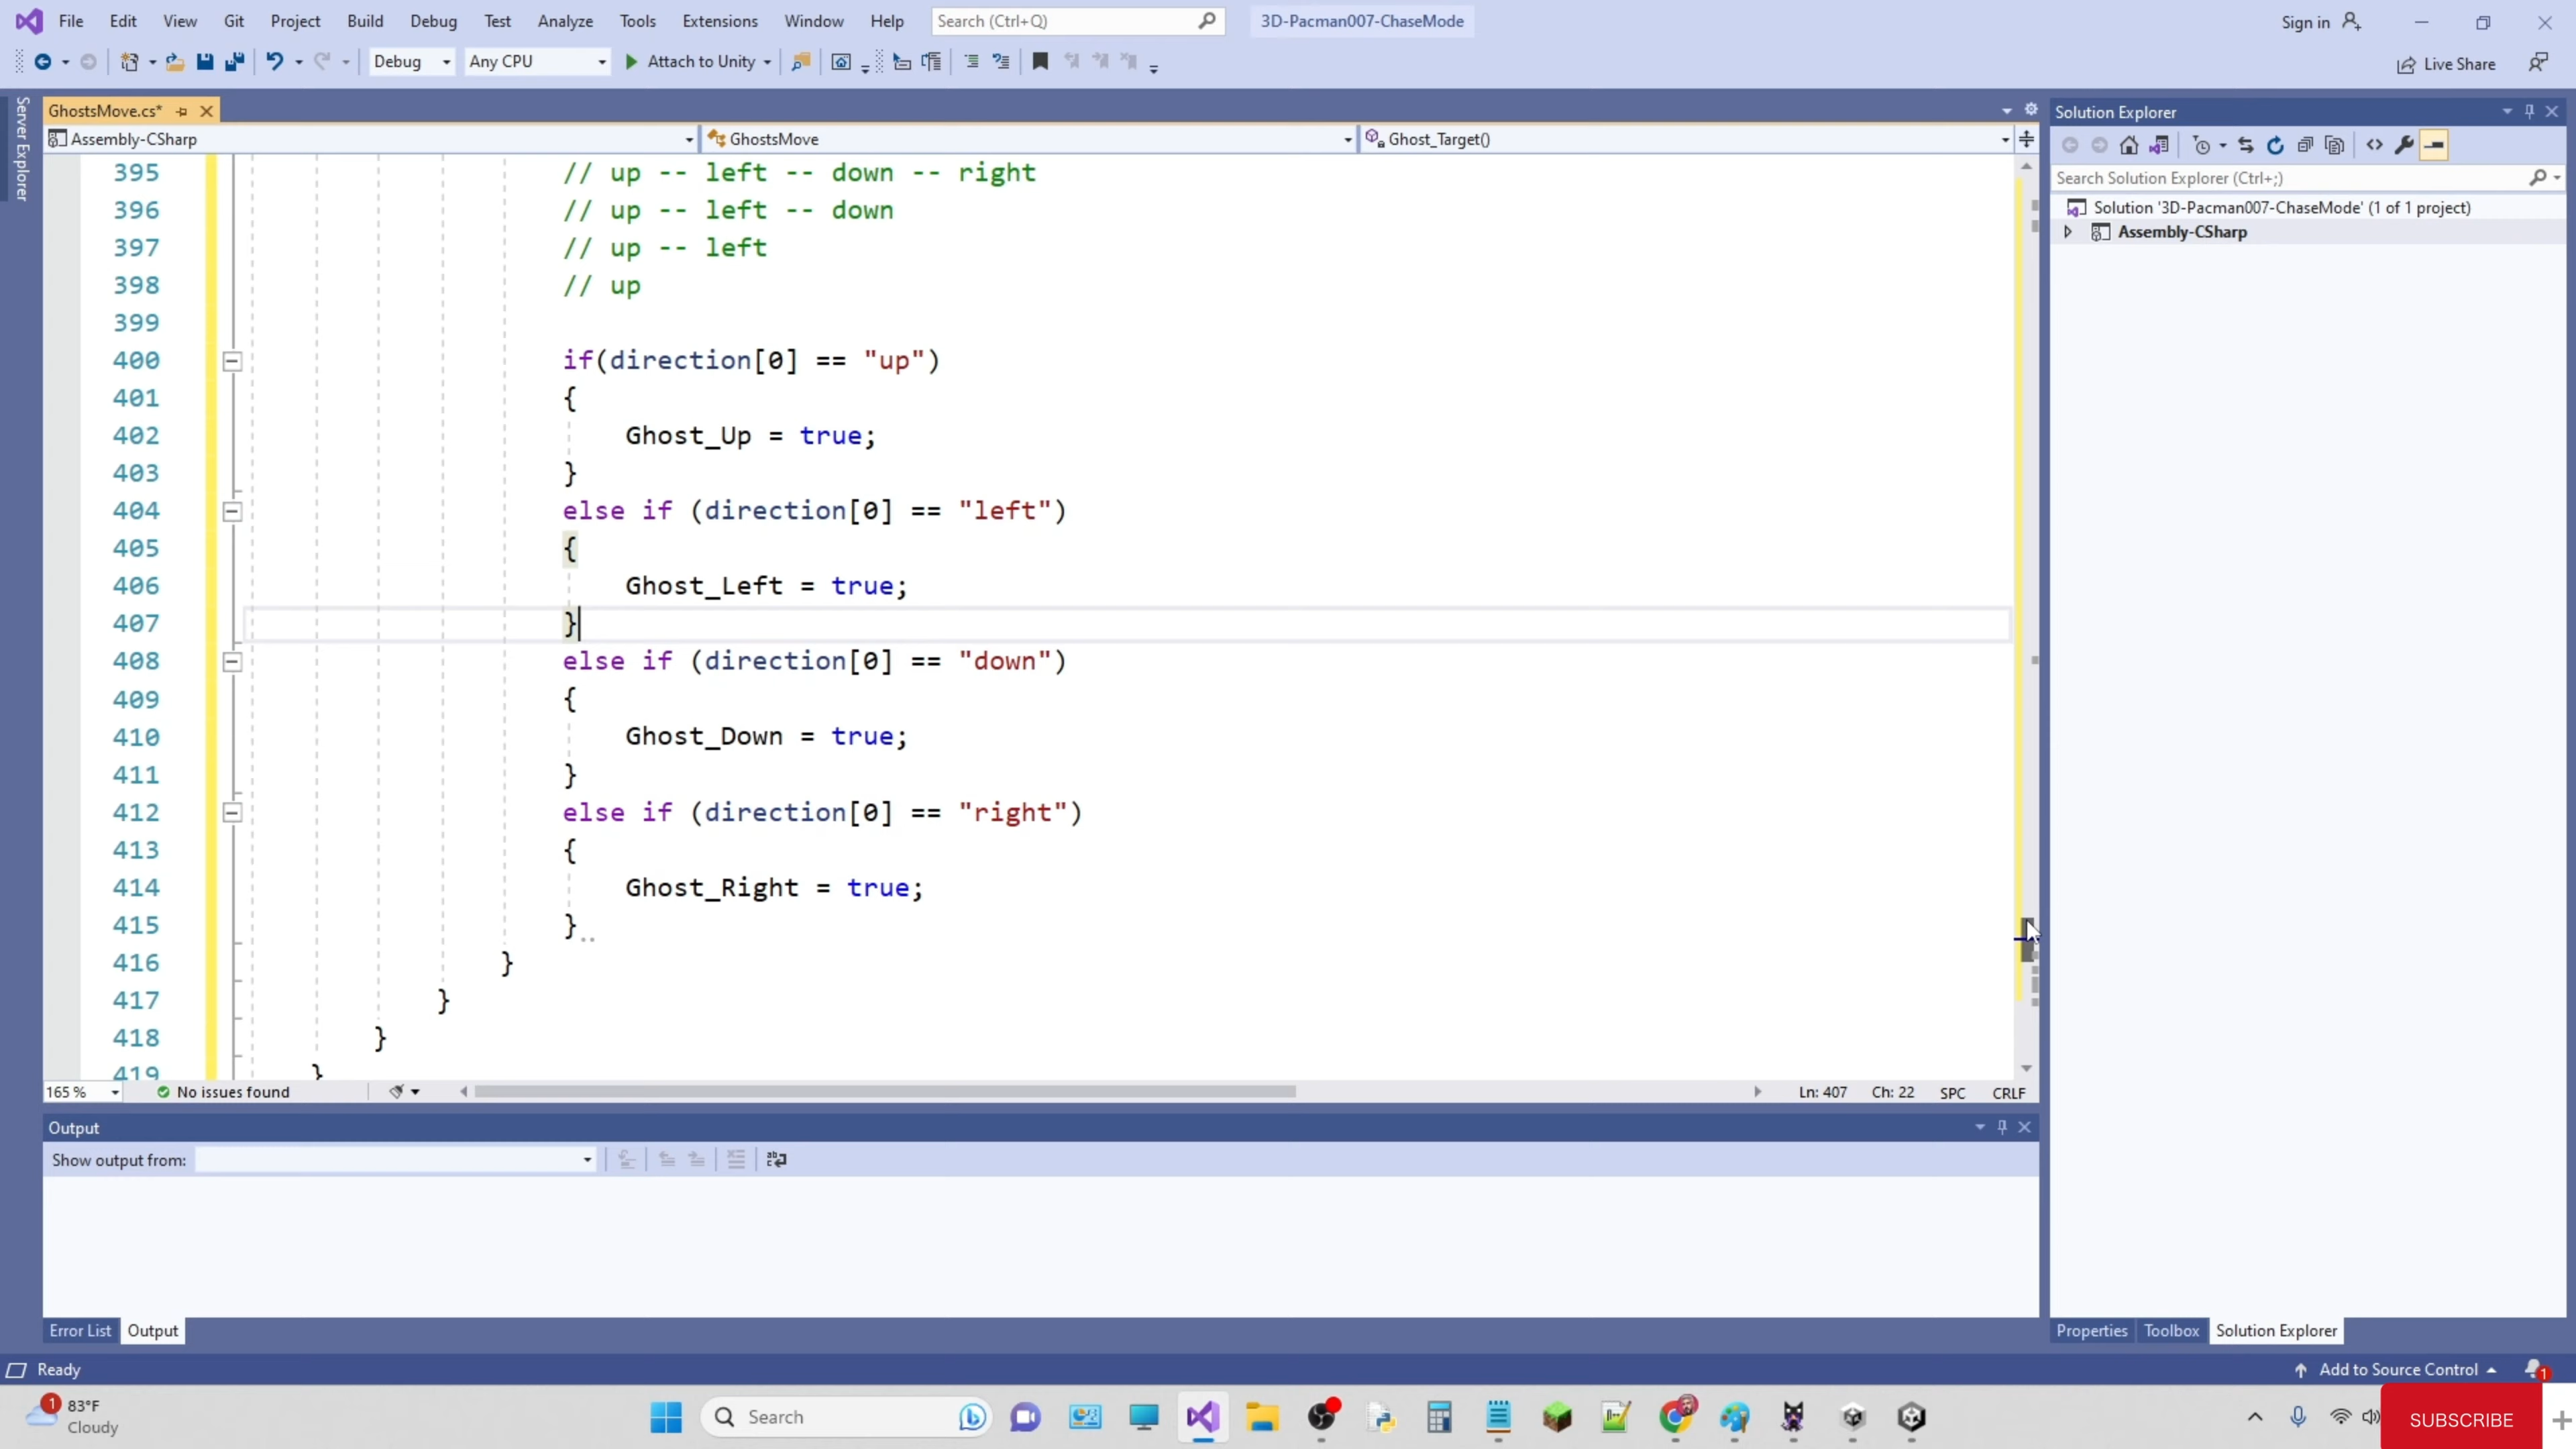 File Edit View Git Project Build Debug Test Analyze Tools Extensions Window Help Search (Ctrl+Q) 3D-Pacman007-ChaseMode Sign in
Debug Any CPU Attach to Unity Live Share
Server Explorer
GhostsMove.cs*
Assembly-CSharp GhostsMove Ghost_Target()
395 // up -- left -- down -- right
396 // up -- left -- down
397 // up -- left
398 // up
399
400 if(direction[0] == "up")
401 {
402 Ghost_Up = true;
403 }
404 else if (direction[0] == "left")
405 {
406 Ghost_Left = true;
407 }
408 else if (direction[0] == "down")
409 {
410 Ghost_Down = true;
411 }
412 else if (direction[0] == "right")
413 {
414 Ghost_Right = true;
415 }
416 }
417 }
418 }
419 }
165 % No issues found Ln: 407 Ch: 22 SPC CRLF
Output
Show output from:
Error List Output
Solution Explorer
Search Solution Explorer (Ctrl+;)
Solution '3D-Pacman007-ChaseMode' (1 of 1 project)
Assembly-CSharp
Properties Toolbox Solution Explorer
Ready Add to Source Control 1
1 83°F
Cloudy
Search
SUBSCRIBE